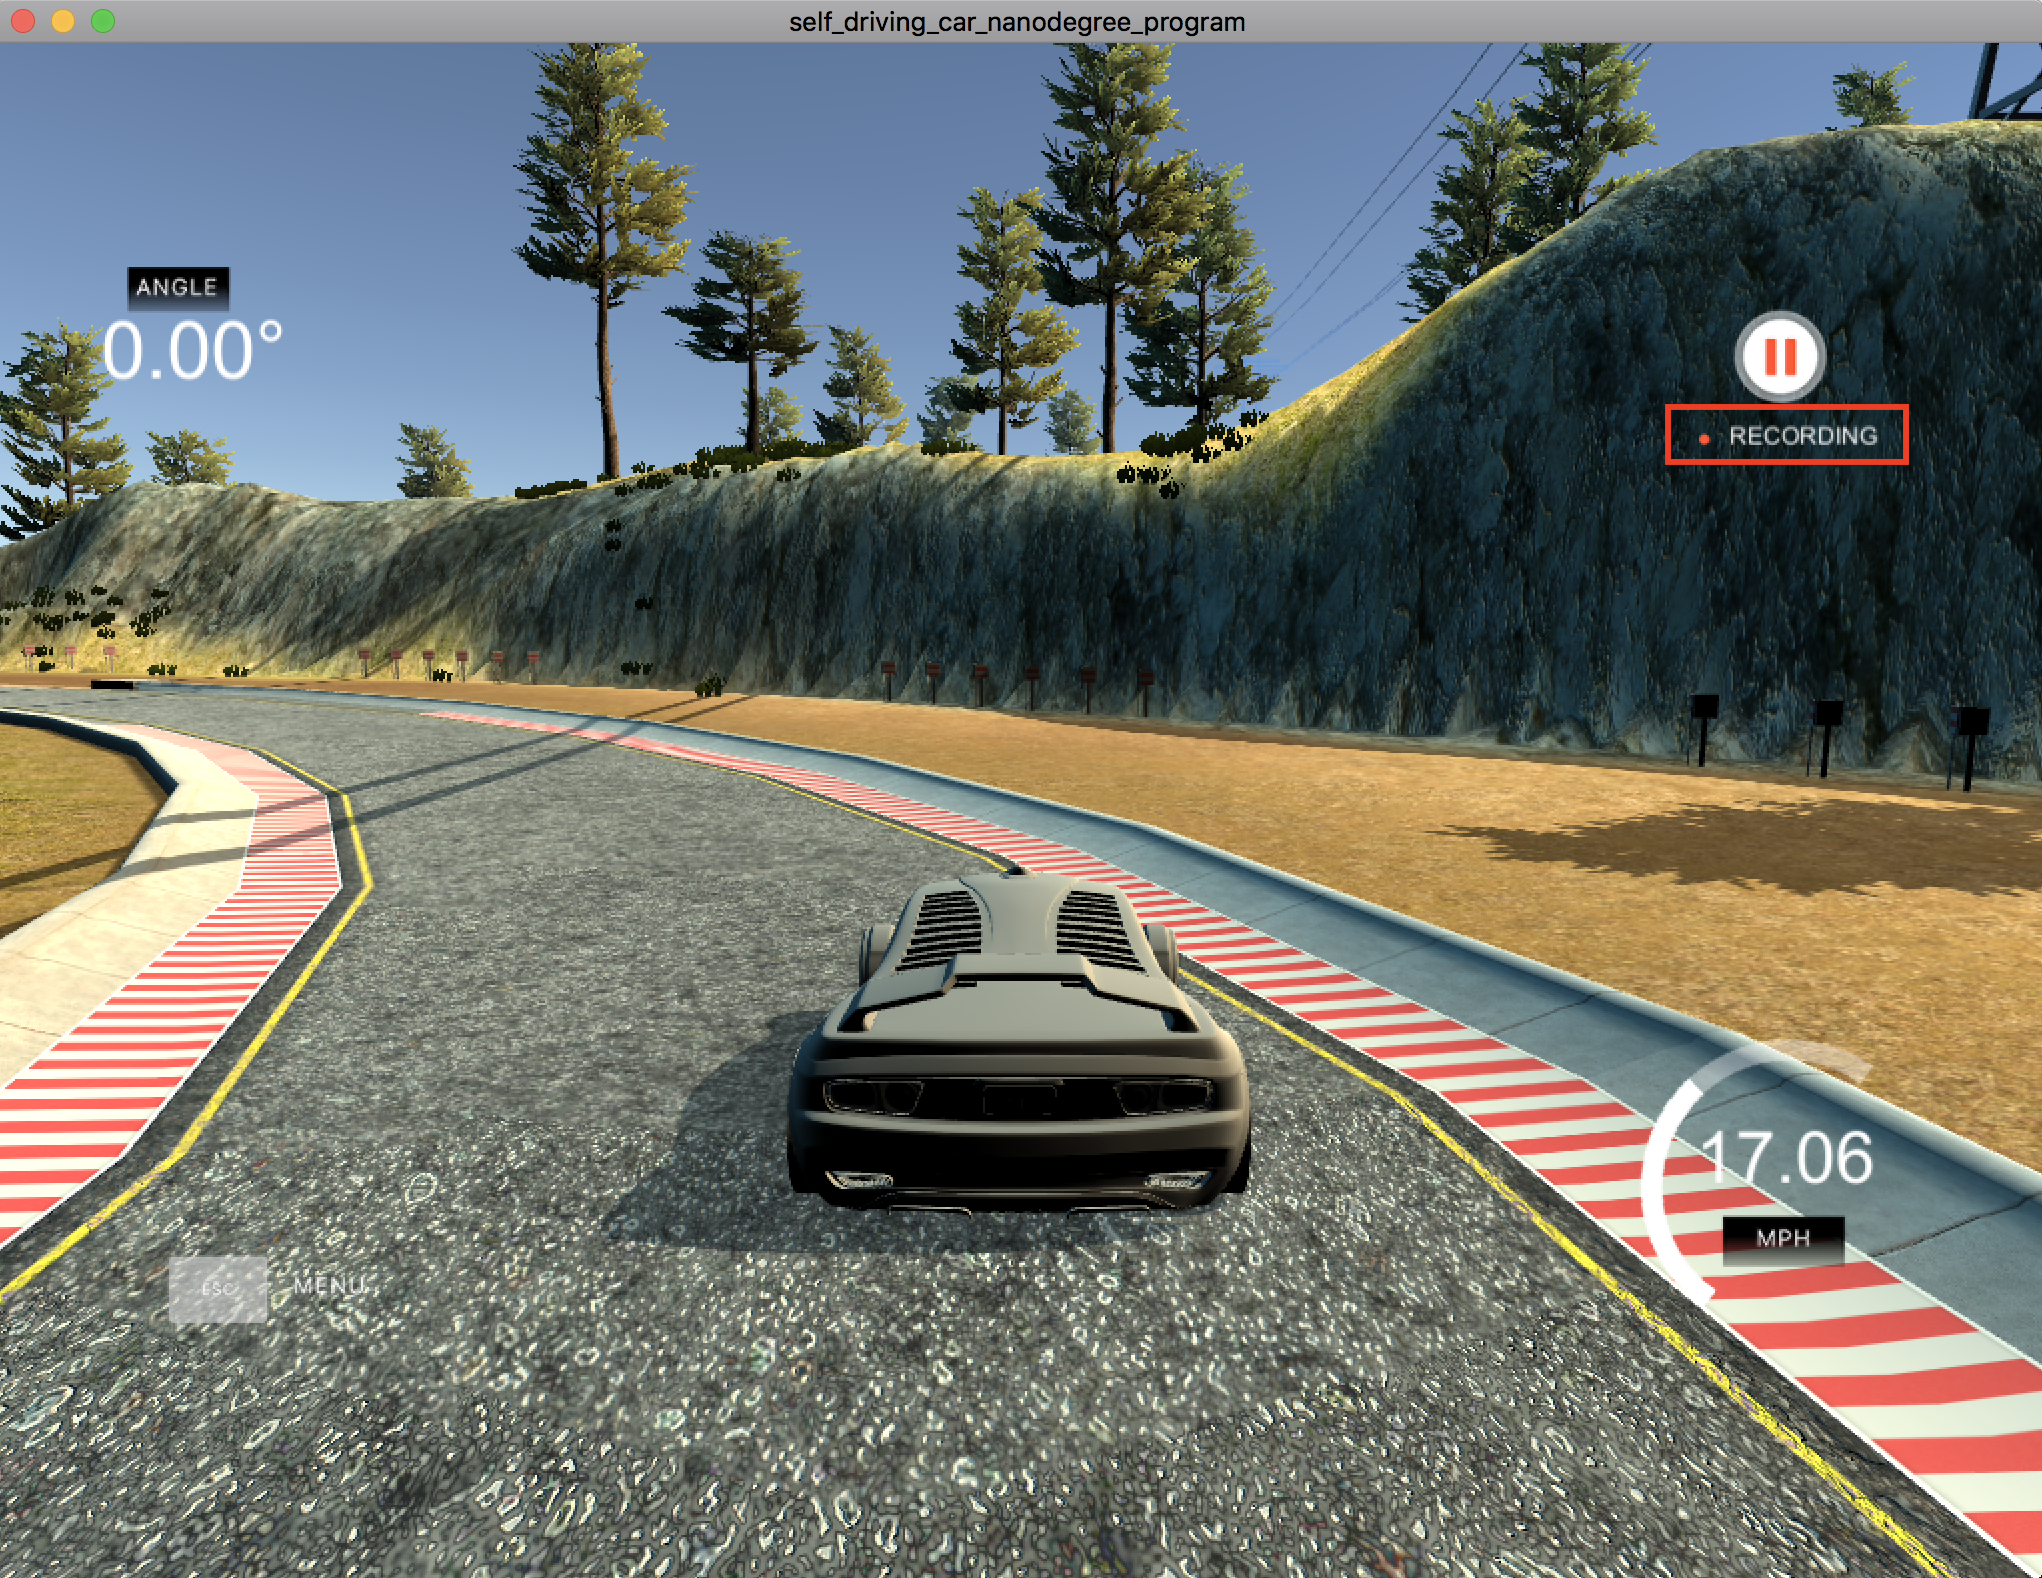 self_driving_car_nanodegree_program
ANGLE
0.00°
RECORDING
17.06
MPH
ESC
MENU